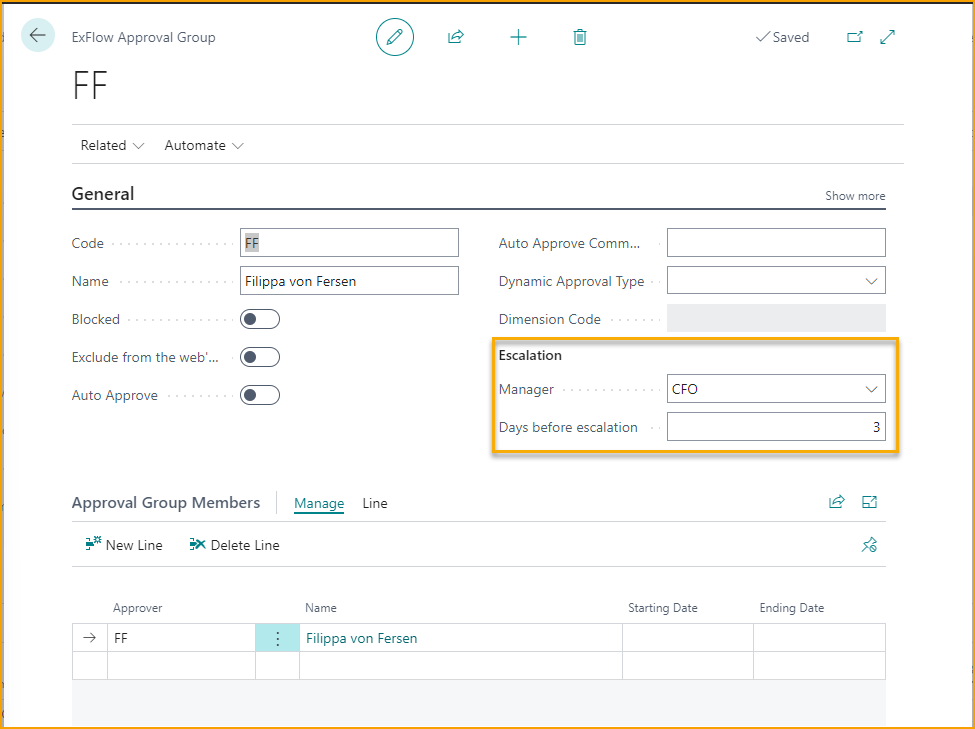 ExFlow Approval Group
Saved
FF
Related Automate
General Show more
Code FF Auto Approve Comm...
Name Filippa von Fersen Dynamic Approval Type
Blocked Dimension Code
Exclude from the web'... Escalation
Auto Approve Manager CFO
Days before escalation 3
Approval Group Members Manage Line
New Line Delete Line
Approver Name Starting Date Ending Date
FF Filippa von Fersen